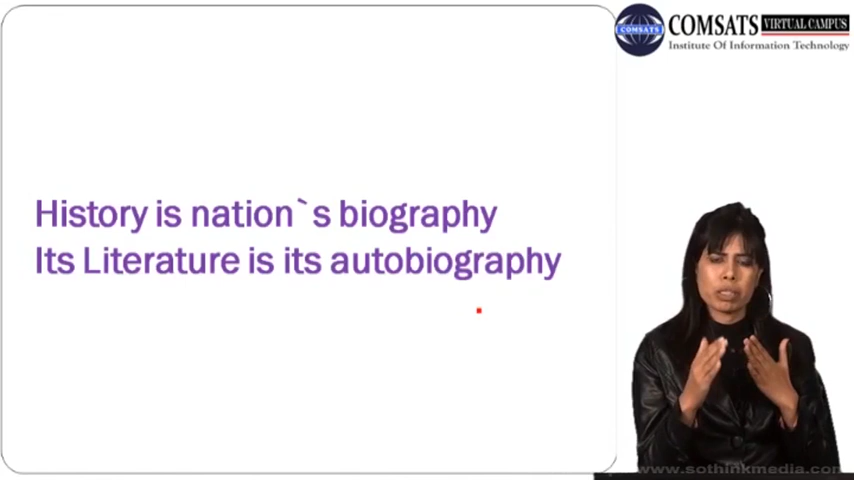 COMSATS VIRTUAL CAMPUS
COMSATS
Institute Of Information Technology
History is nation`s biography
Its Literature is its autobiography
www.sothinkmedia.com